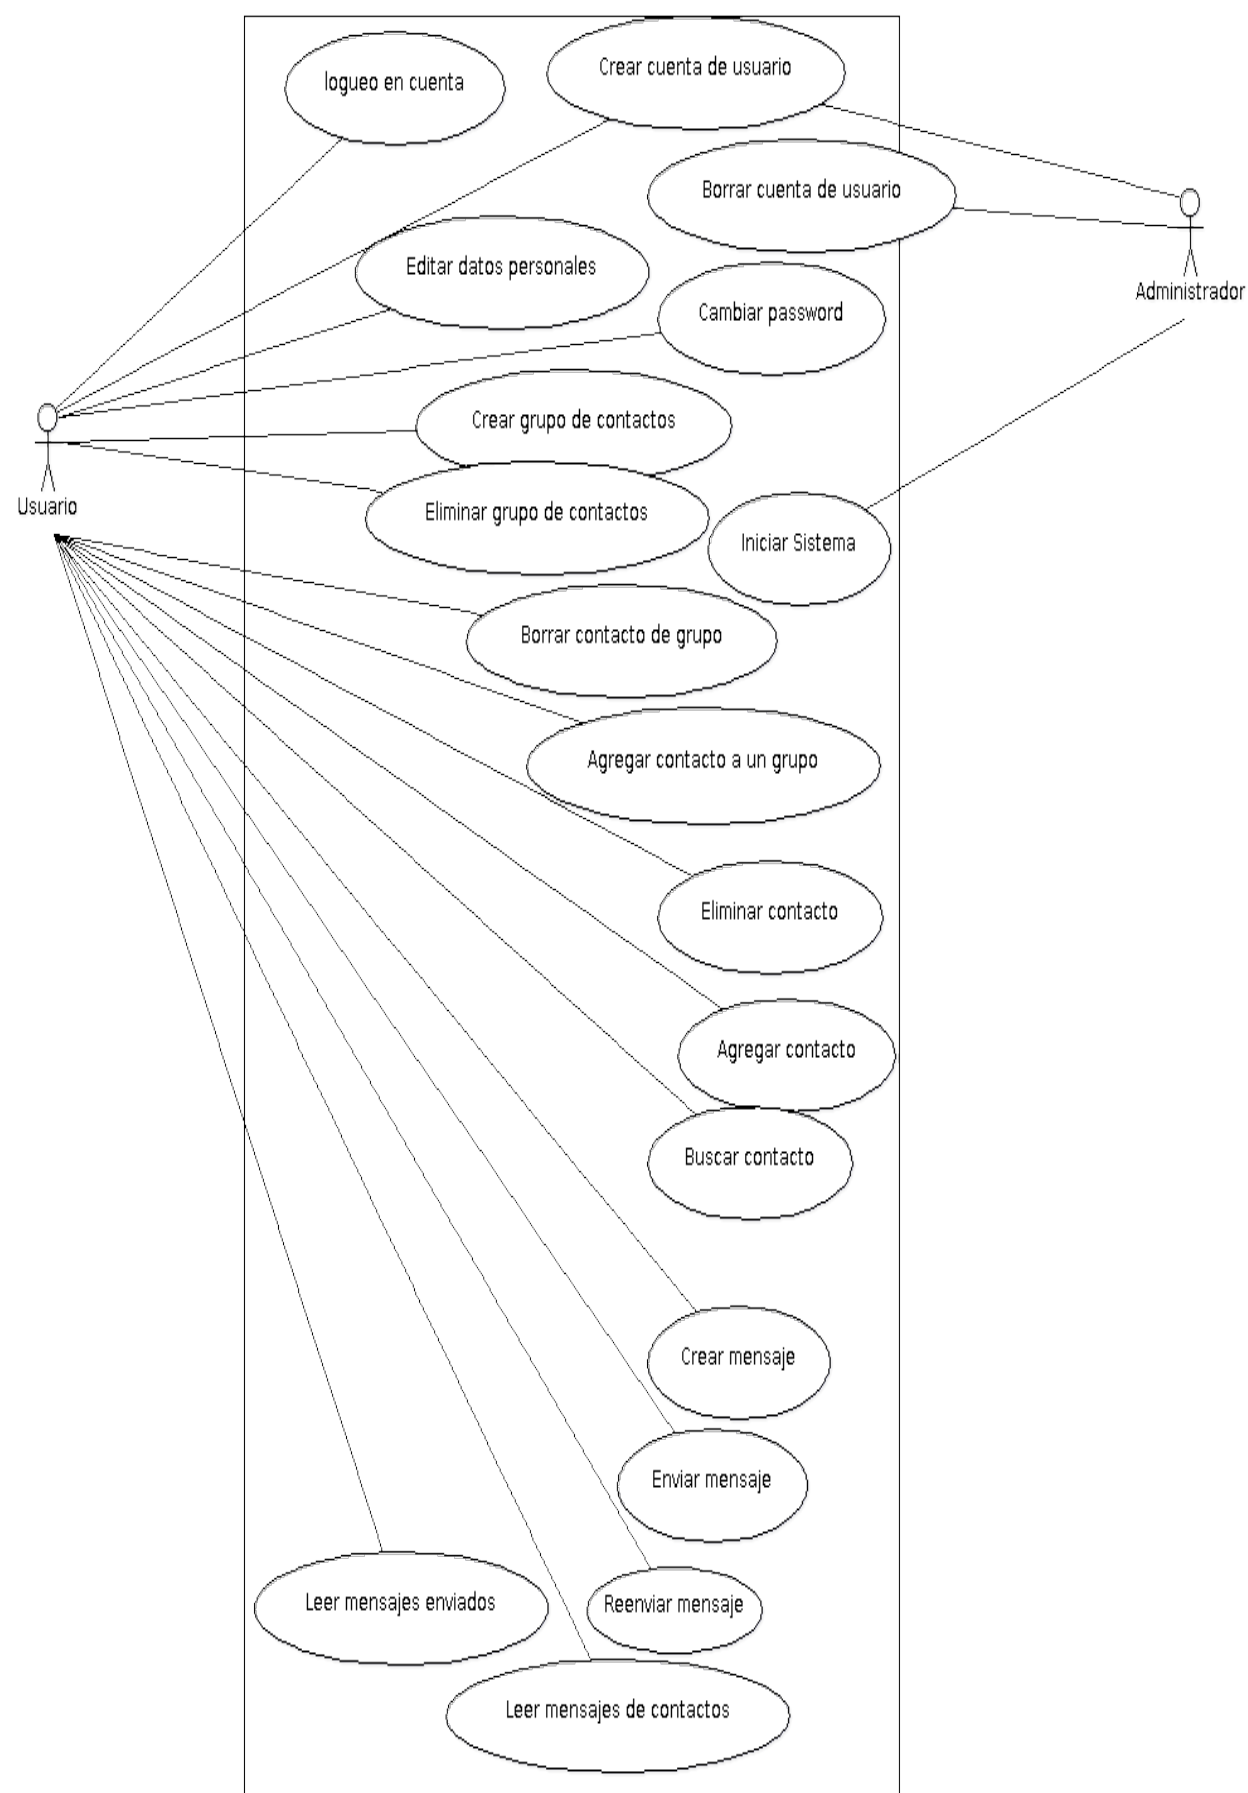 logueo en cuenta
Crear cuenta de usuario
Borrar cuenta de usuario
Editar datos personales
Administrador
Cambiar password
Crear grupo de contactos
Usuario
Eliminar grupo de contactos
Iniciar Sistema
Borrar contacto de grupo
Agregar contacto a un grupo
Eliminar contacto
Agregar contacto
Buscar contacto
Crear mensaje
Enviar mensaje
Leer mensajes enviados
Reenviar mensaje
Leer mensajes de contactos